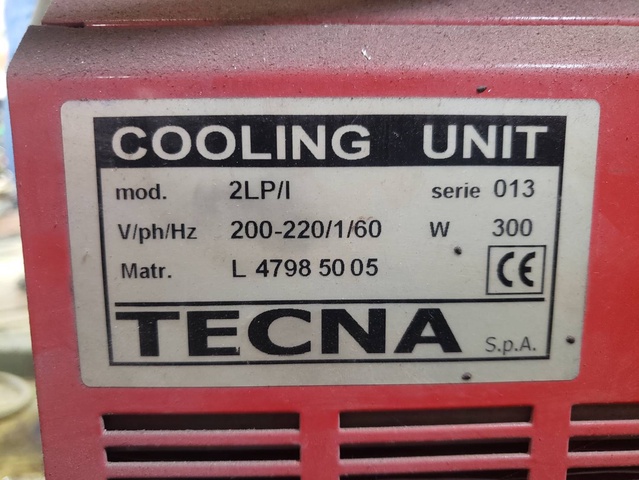 COOLING UNIT
mod. 2LP/I serie 013
V/ph/Hz 200-220/1/60 W 300
Matr. L 4798 50 05 CE
TECNA S.p.A.